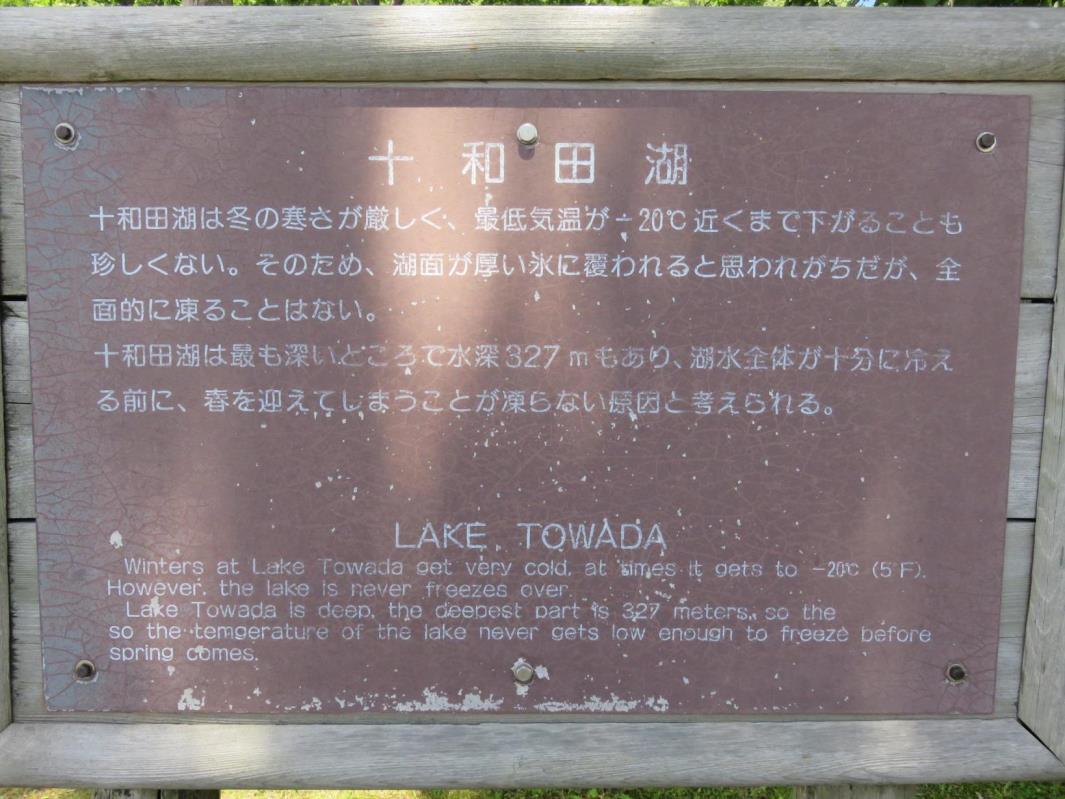 十和田湖
十和田湖は冬の寒さが厳しく、最低気温が−20℃近くまで下がることも
珍しくない。そのため、湖面が厚い氷に覆われると思われがちだが、全
面的に凍ることはない。
十和田湖は最も深いところで水深327mもあり、湖水全体が十分に冷え
る前に、春を迎えてしまうことが凍らない原因と考えられる。
LAKE TOWADA
Winters at Lake Towada get very cold, at times it gets to −20℃ (5°F).
However, the lake is never freezes over.
Lake Towada is deep, the deepest part is 327 meters, so the
so the temgerature of the lake never gets low enough to freeze before
spring comes.